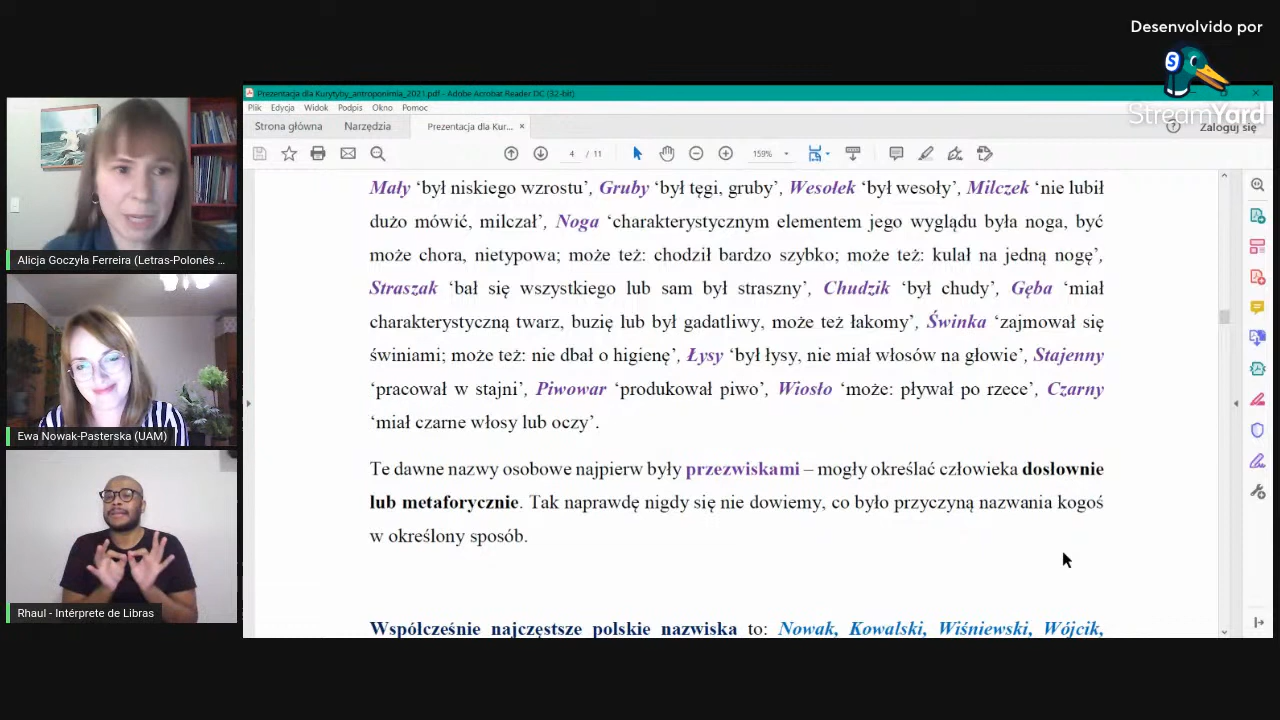 Desenvolvido por
StreamYard
Prezentacja dla Kurytyby_antroponimia_2021.pdf - Adobe Acrobat Reader DC (32-bit)
Plik Edycja Widok Podpis Okno Pomoc
Strona główna Narzędzia Prezentacja dla Kur... × Zaloguj się
4 / 11 159%
Mały ‘był niskiego wzrostu’, Gruby ‘był tęgi, gruby’, Wesołek ‘był wesoły’, Milczek ‘nie lubił
dużo mówić, milczał’, Noga ‘charakterystycznym elementem jego wyglądu była noga, być
może chora, nietypowa; może też: chodził bardzo szybko; może też: kulał na jedną nogę’,
Straszak ‘bał się wszystkiego lub sam był straszny’, Chudzik ‘był chudy’, Gęba ‘miał
charakterystyczną twarz, buzię lub był gadatliwy, może też łakomy’, Świnka ‘zajmował się
świniami; może też: nie dbał o higienę’, Łysy ‘był łysy, nie miał włosów na głowie’, Stajenny
‘pracował w stajni’, Piwowar ‘produkował piwo’, Wiosło ‘może: pływał po rzece’, Czarny
‘miał czarne włosy lub oczy’.
Te dawne nazwy osobowe najpierw były przezwiskami – mogły określać człowieka dosłownie
lub metaforycznie. Tak naprawdę nigdy się nie dowiemy, co było przyczyną nazwania kogoś
w określony sposób.
Współcześnie najczęstsze polskie nazwiska to: Nowak, Kowalski, Wiśniewski, Wójcik,
Alicja Goczyła Ferreira (Letras-Polonês ...
Ewa Nowak-Pasterska (UAM)
Rhaul - Intérprete de Libras